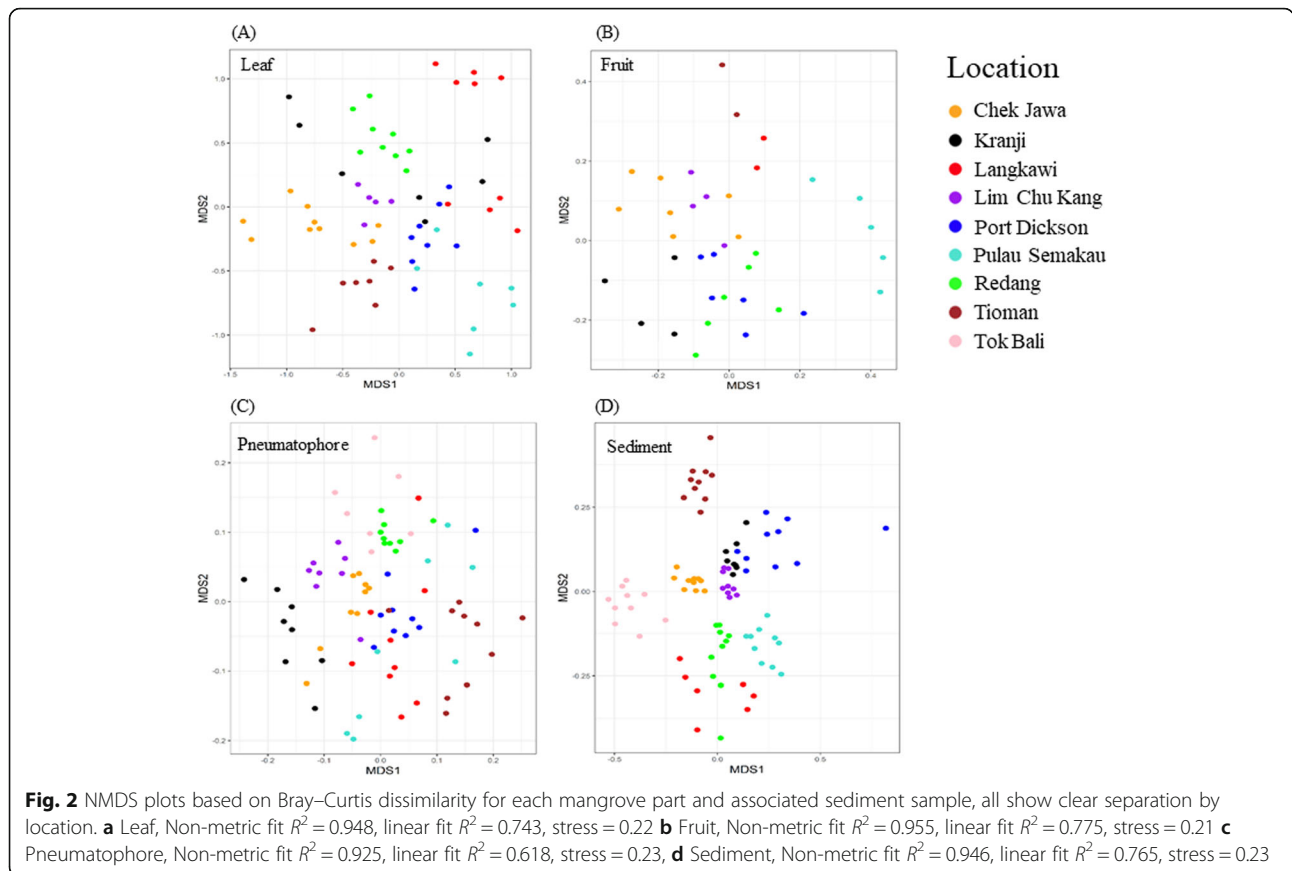 (A)
Leaf
1.0
0.5
0.0
-0.5
-1.0
MDS2
-1.5
-1.0
-0.5
0.0
0.5
1.0
MDS1
(B)
Fruit
0.4
0.2
0.0
-0.2
MDS2
-0.2
0.0
0.2
0.4
MDS1
Location
Chek Jawa
Kranji
Langkawi
Lim Chu Kang
Port Dickson
Pulau Semakau
Redang
Tioman
Tok Bali
(C)
Pneumatophore
0.2
0.1
0.0
-0.1
-0.2
MDS2
-0.2
-0.1
0.0
0.1
0.2
MDS1
(D)
Sediment
0.25
0.00
-0.25
MDS2
-0.5
0.0
0.5
MDS1
Fig. 2 NMDS plots based on Bray–Curtis dissimilarity for each mangrove part and associated sediment sample, all show clear separation by
location. a Leaf, Non-metric fit R² = 0.948, linear fit R² = 0.743, stress = 0.22 b Fruit, Non-metric fit R² = 0.955, linear fit R² = 0.775, stress = 0.21 c
Pneumatophore, Non-metric fit R² = 0.925, linear fit R² = 0.618, stress = 0.23, d Sediment, Non-metric fit R² = 0.946, linear fit R² = 0.765, stress = 0.23